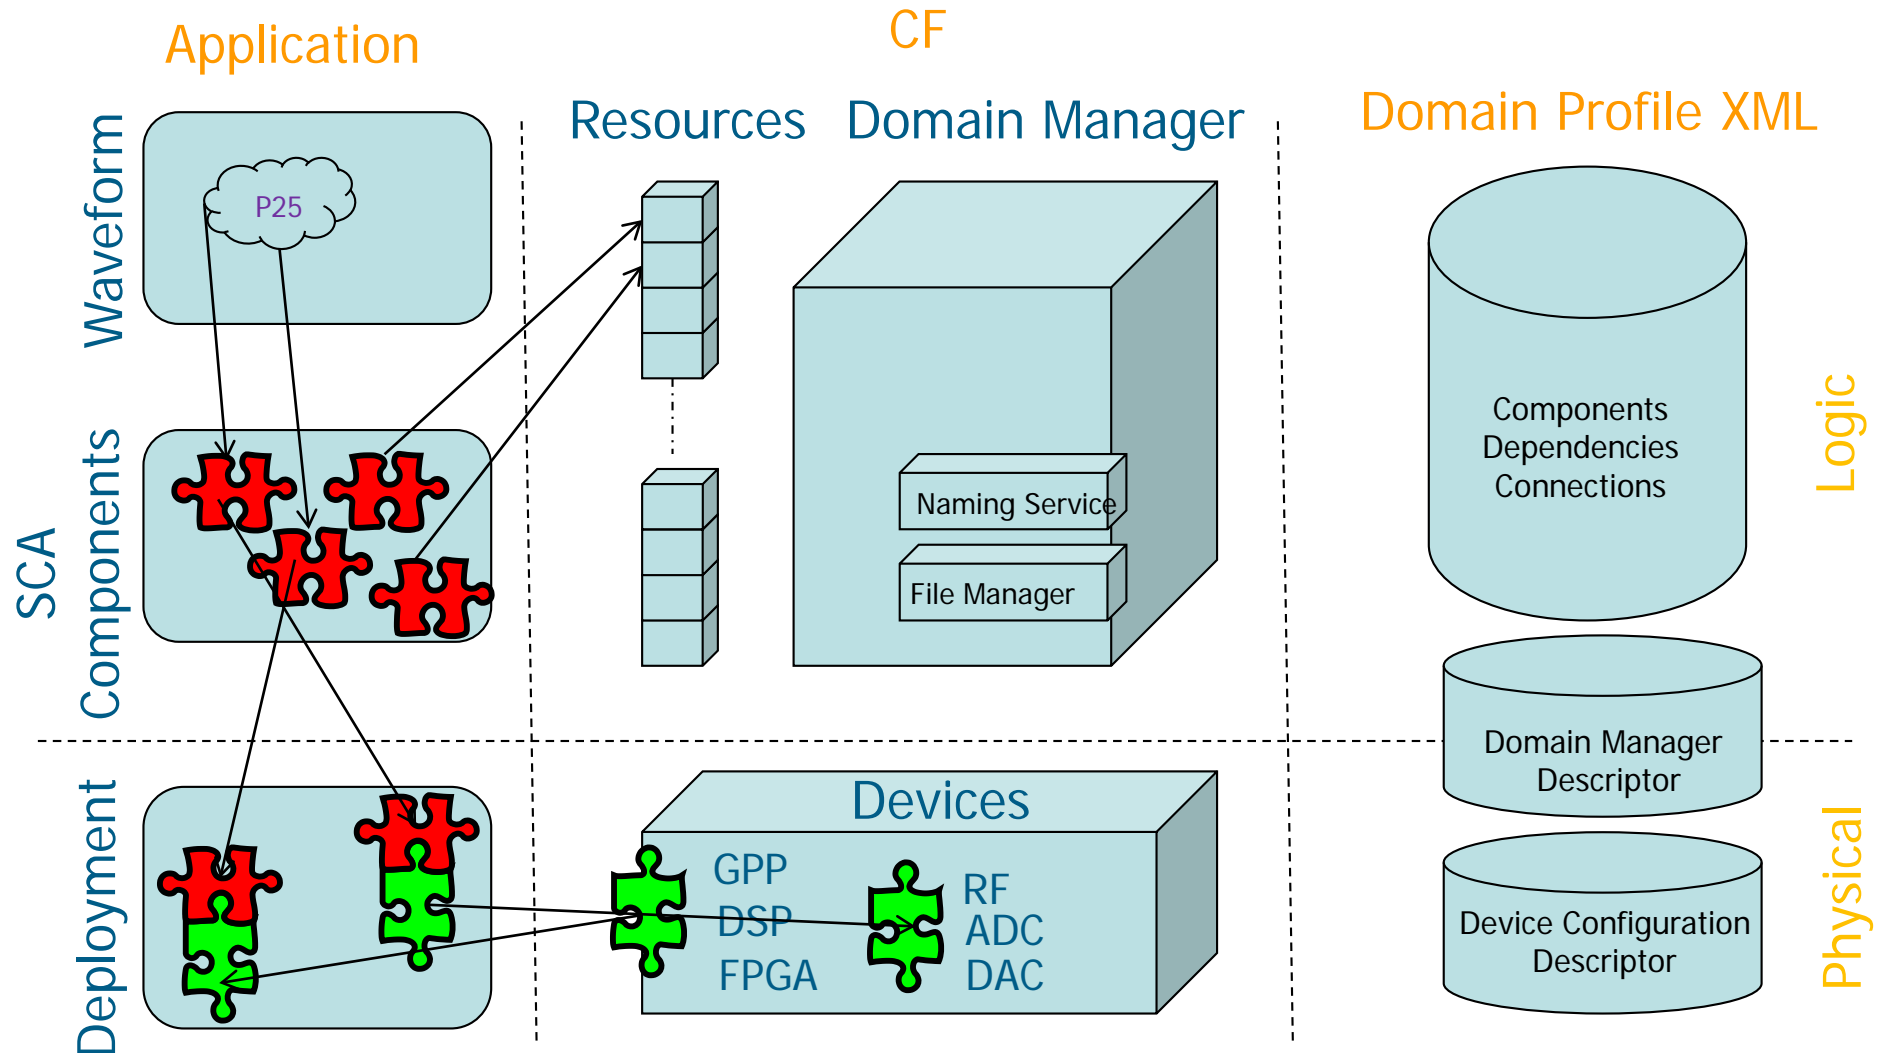 Application
CF
Resources
Domain Manager
Domain Profile XML
Waveform
P25
SCA
Components
Naming Service
File Manager
Components
Dependencies
Connections
Logic
Domain Manager
Descriptor
Deployment
Devices
GPP
DSP
FPGA
RF
ADC
DAC
Device Configuration
Descriptor
Physical